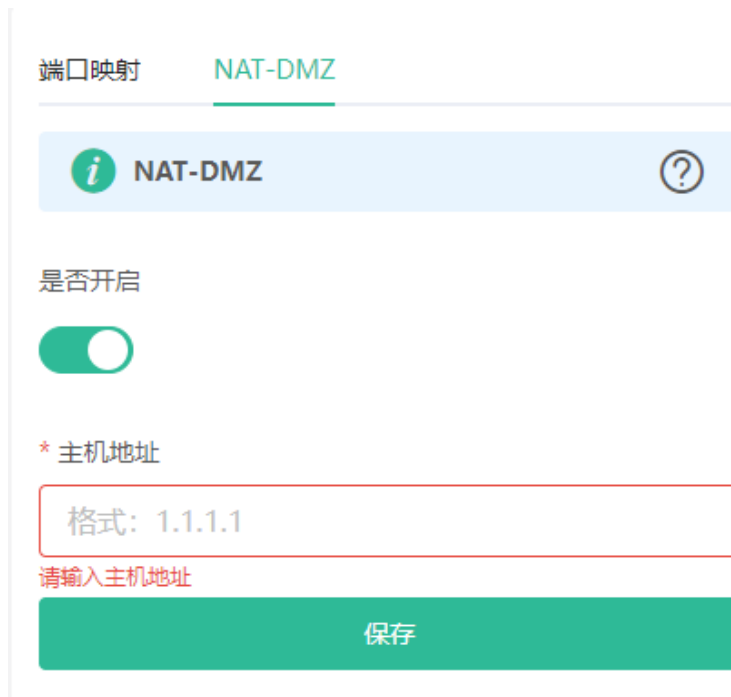 端口映射 NAT-DMZ
i NAT-DMZ ?
是否开启
* 主机地址
格式：1.1.1.1
请输入主机地址
保存